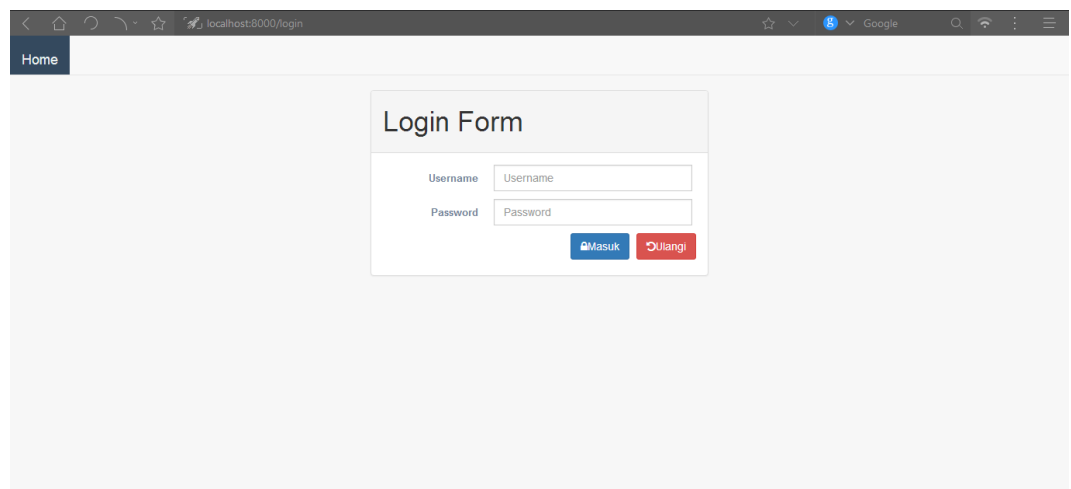 localhost:8000/login
g Google
Home
Login Form
Username Username
Password Password
Masuk Ulangi